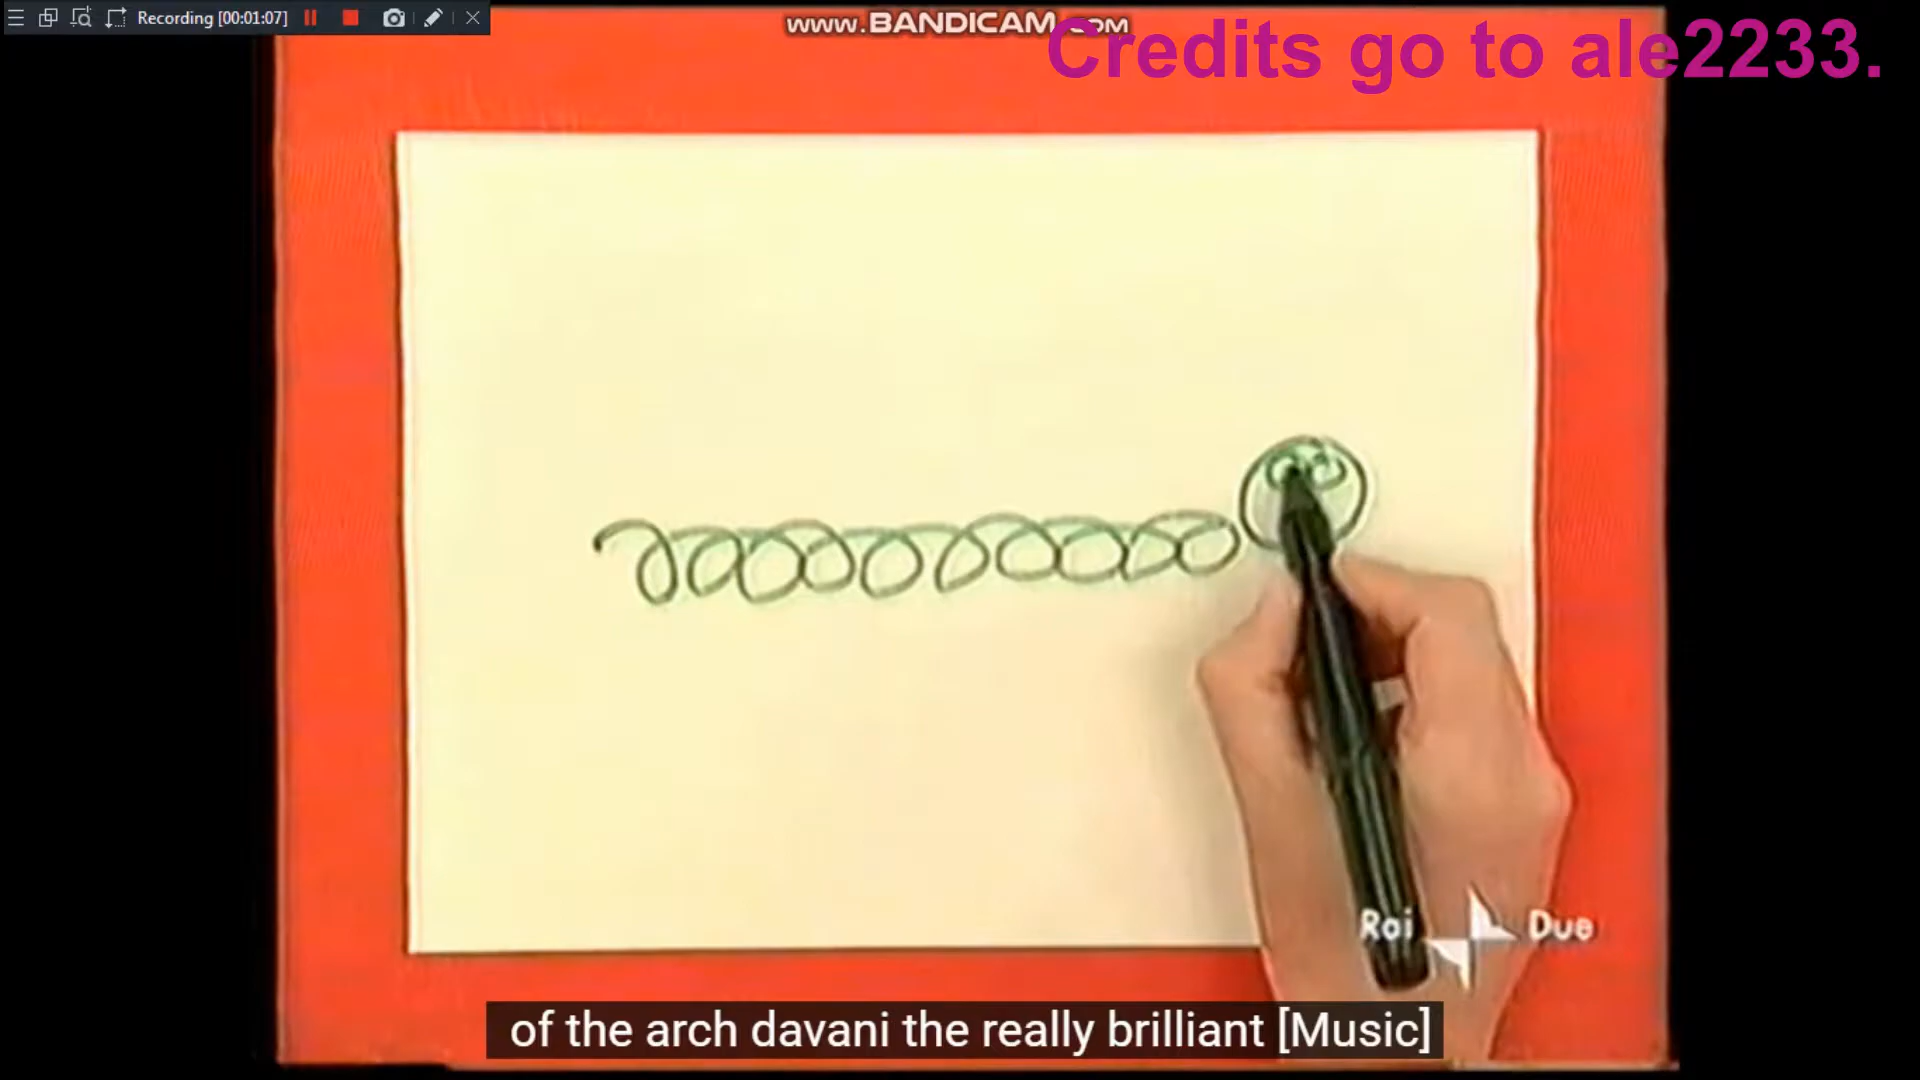 Recording [00:01:07]
www.BANDICAM.com
Credits go to ale2233.
Rai Due
of the arch davani the really brilliant [Music]